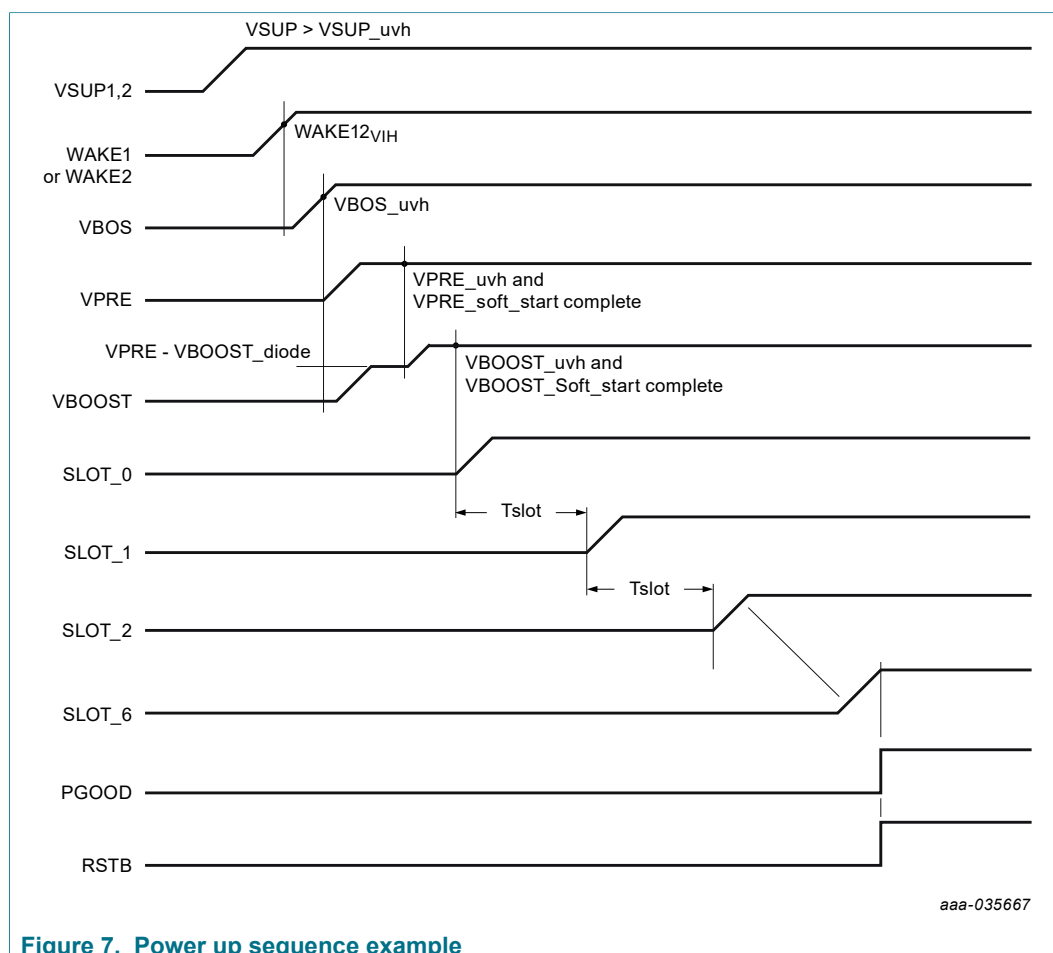 VSUP > VSUP_uvh
VSUP1,2
WAKE12VIH
WAKE1
or WAKE2
VBOS_uvh
VBOS
VPRE_uvh and
VPRE_soft_start complete
VPRE
VPRE - VBOOST_diode
VBOOST_uvh and
VBOOST_Soft_start complete
VBOOST
SLOT_0
Tslot
SLOT_1
Tslot
SLOT_2
SLOT_6
PGOOD
RSTB
aaa-035667
Figure 7. Power up sequence example